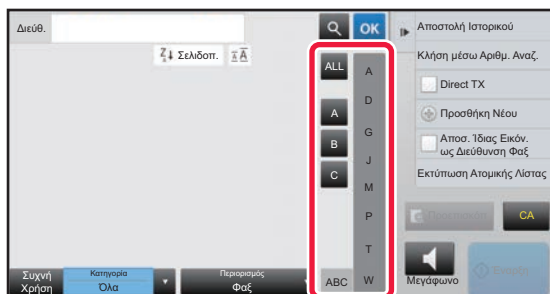 Διεύθ.
OK
Σελιδοπ.
ALL
A
B
C
ABC
A
D
G
J
M
P
T
W
Αποστολή Ιστορικού
Κλήση μέσω Αριθμ. Αναζ.
Direct TX
Προσθήκη Νέου
Αποσ. Ίδιας Εικόν.
ως Διεύθυνση Φαξ
Εκτύπωση Ατομικής Λίστας
CA
Μεγάφωνο
Έναρξη
Συχνή
Χρήση
Κατηγορία
Όλα
Περιορισμός
Φαξ